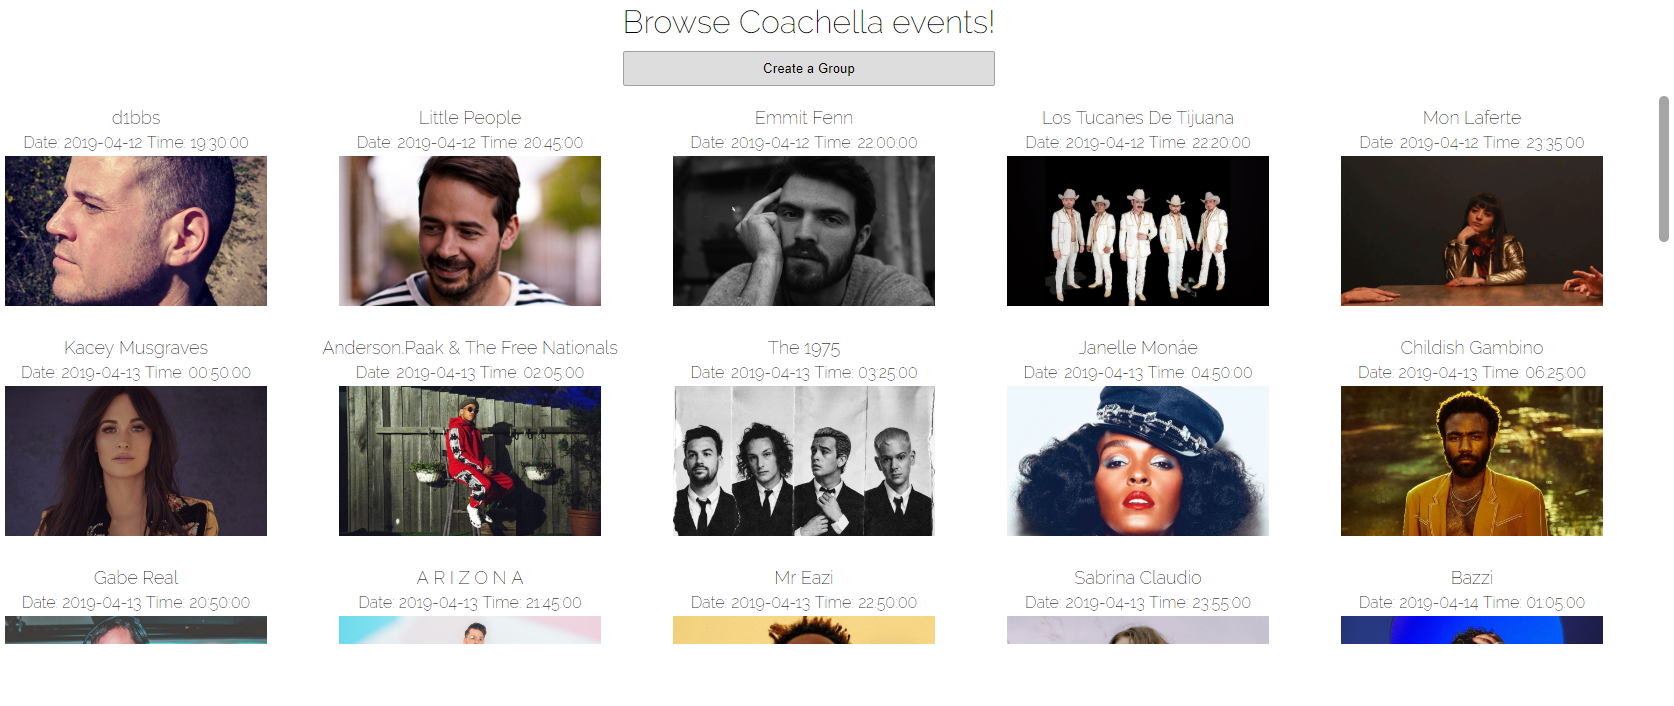 Browse Coachella events!
Create a Group
d1bbs
Date: 2019-04-12 Time: 19:30:00
Little People
Date: 2019-04-12 Time: 20:45:00
Emmit Fenn
Date: 2019-04-12 Time: 22:00:00
Los Tucanes De Tijuana
Date: 2019-04-12 Time: 22:20:00
Mon Laferte
Date: 2019-04-12 Time: 23:35:00
Kacey Musgraves
Date: 2019-04-13 Time: 00:50:00
Anderson.Paak & The Free Nationals
Date: 2019-04-13 Time: 02:05:00
The 1975
Date: 2019-04-13 Time: 03:25:00
Janelle Monáe
Date: 2019-04-13 Time: 04:50:00
Childish Gambino
Date: 2019-04-13 Time: 06:25:00
Gabe Real
Date: 2019-04-13 Time: 20:50:00
A R I Z O N A
Date: 2019-04-13 Time: 21:45:00
Mr Eazi
Date: 2019-04-13 Time: 22:50:00
Sabrina Claudio
Date: 2019-04-13 Time: 23:55:00
Bazzi
Date: 2019-04-14 Time: 01:05:00